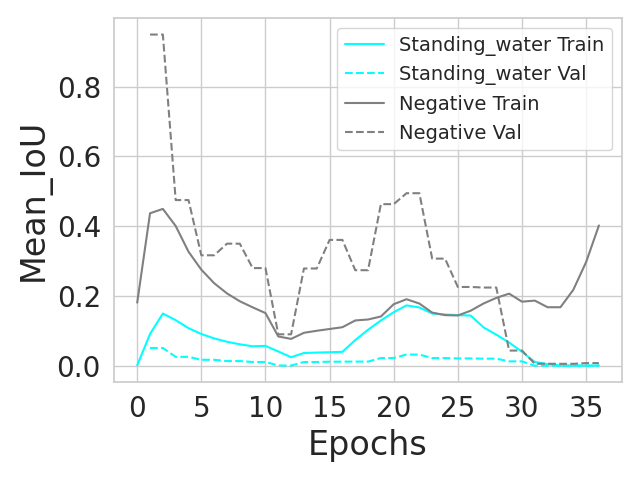 Standing_water Train
Standing_water Val
Negative Train
Negative Val
Mean_IoU
0.8
0.6
0.4
0.2
0.0
0 5 10 15 20 25 30 35
Epochs